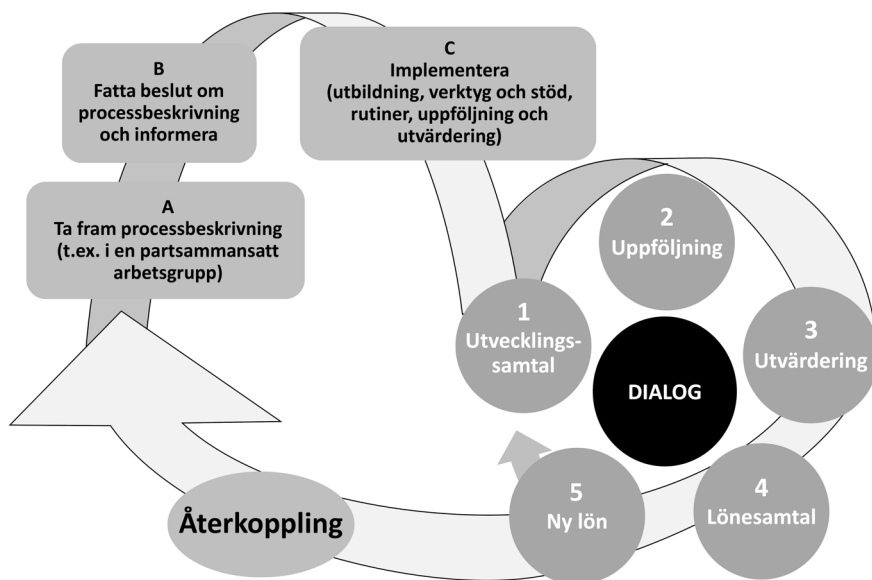 A
Ta fram processbeskrivning
(t.ex. i en partsammansatt
arbetsgrupp)
B
Fatta beslut om
processbeskrivning
och informera
C
Implementera
(utbildning, verktyg och stöd,
rutiner, uppföljning och
utvärdering)
1
Utvecklings-
samtal
2
Uppföljning
3
Utvärdering
4
Lönesamtal
5
Ny lön
DIALOG
Återkoppling